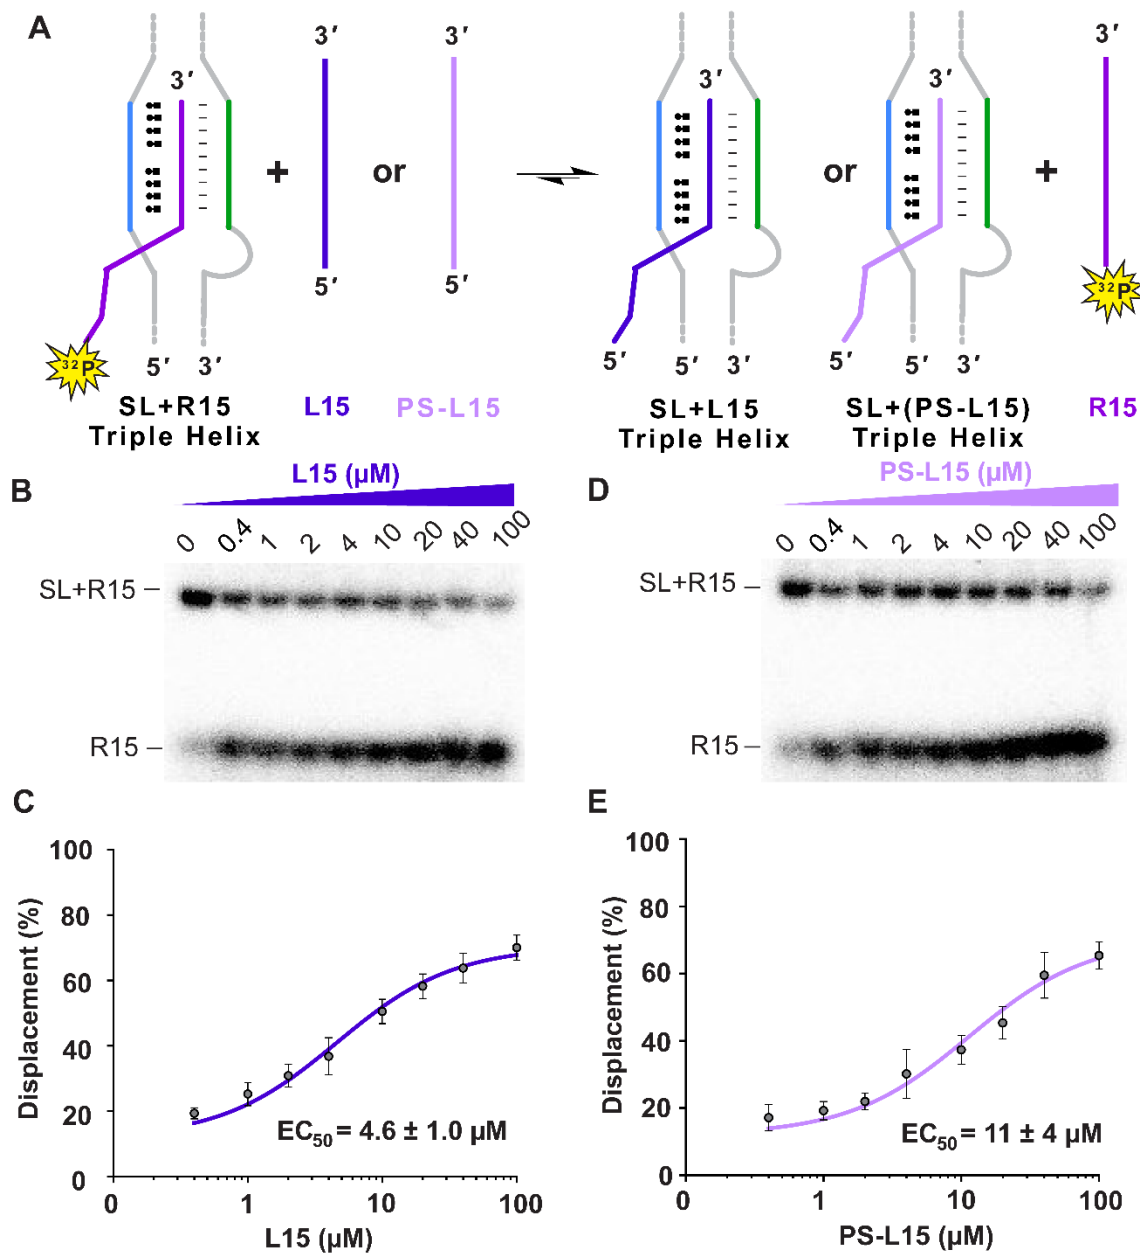 A
3′ 3′ 3′ 3′ 3′ 3′
+ or or +
5′ 5′ ³²P
³²P 5′ 3′ 5′ 5′ 3′ 5′ 5′ 3′
SL+R15 L15 PS-L15 SL+L15 SL+(PS-L15) R15
Triple Helix Triple Helix Triple Helix
B L15 (µM)
0 0.4 1 2 4 10 20 40 100
SL+R15
R15
D PS-L15 (µM)
0 0.4 1 2 4 10 20 40 100
SL+R15
R15
C
Displacement (%)
100
80
60
40
20
0
EC₅₀ = 4.6 ± 1.0 µM
0 1 10 100
L15 (µM)
E
Displacement (%)
100
80
60
40
20
0
EC₅₀ = 11 ± 4 µM
0 1 10 100
PS-L15 (µM)